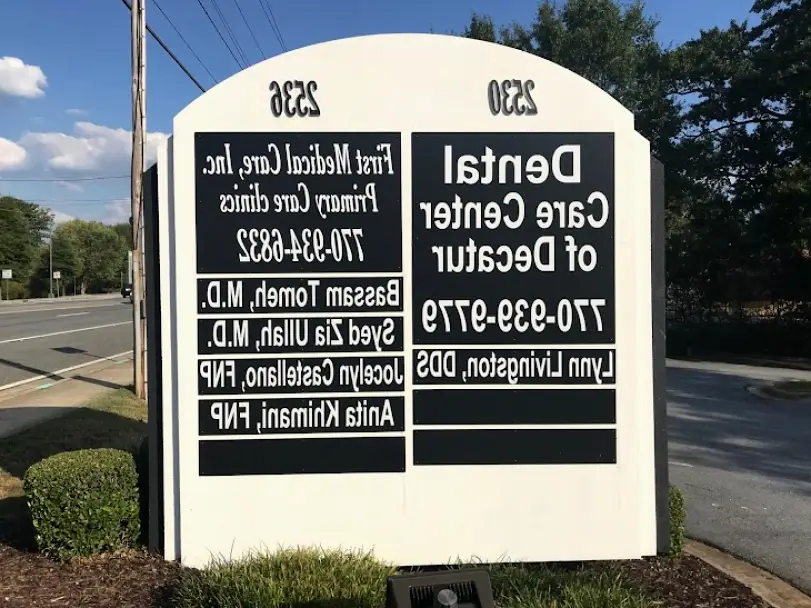 2530
Dental
Care Center
of Decatur
770-939-9779
Lynn Livingston, DDS
2536
First Medical Care, Inc.
Primary Care clinics
770-934-6832
Bassam Tomeh, M.D.
Syed Zia Ullah, M.D.
Jocelyn Castellano, FNP
Anita Khimani, FNP